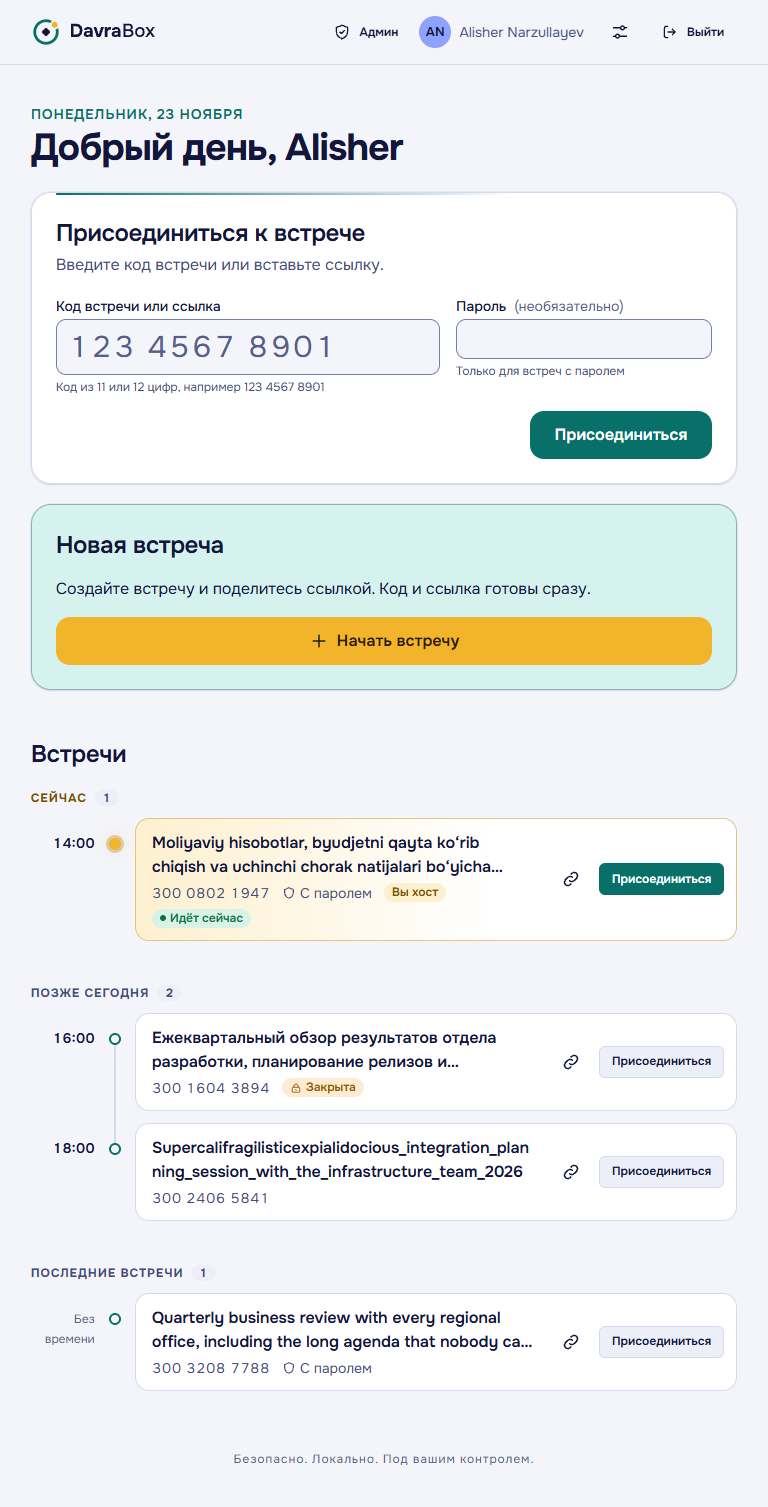 DavraBox
Админ
AN
Alisher Narzullayev
Выйти
ПОНЕДЕЛЬНИК, 23 НОЯБРЯ
Добрый день, Alisher
Присоединиться к встрече
Введите код встречи или вставьте ссылку.
Код встречи или ссылка
Пароль (необязательно)
123 4567 8901
Код из 11 или 12 цифр, например 123 4567 8901
Только для встреч с паролем
Присоединиться
Новая встреча
Создайте встречу и поделитесь ссылкой. Код и ссылка готовы сразу.
Начать встречу
Встречи
СЕЙЧАС 1
14:00
Moliyaviy hisobotlar, byudjetni qayta ko‘rib
chiqish va uchinchi chorak natijalari bo‘yicha...
300 0802 1947 С паролем Вы хост
Идёт сейчас
Присоединиться
ПОЗЖЕ СЕГОДНЯ 2
16:00
Ежеквартальный обзор результатов отдела
разработки, планирование релизов и...
300 1604 3894 Закрыта
Присоединиться
18:00
Supercalifragilisticexpialidocious_integration_plan
ning_session_with_the_infrastructure_team_2026
300 2406 5841
Присоединиться
ПОСЛЕДНИЕ ВСТРЕЧИ 1
Без
времени
Quarterly business review with every regional
office, including the long agenda that nobody ca...
300 3208 7788 С паролем
Присоединиться
Безопасно. Локально. Под вашим контролем.